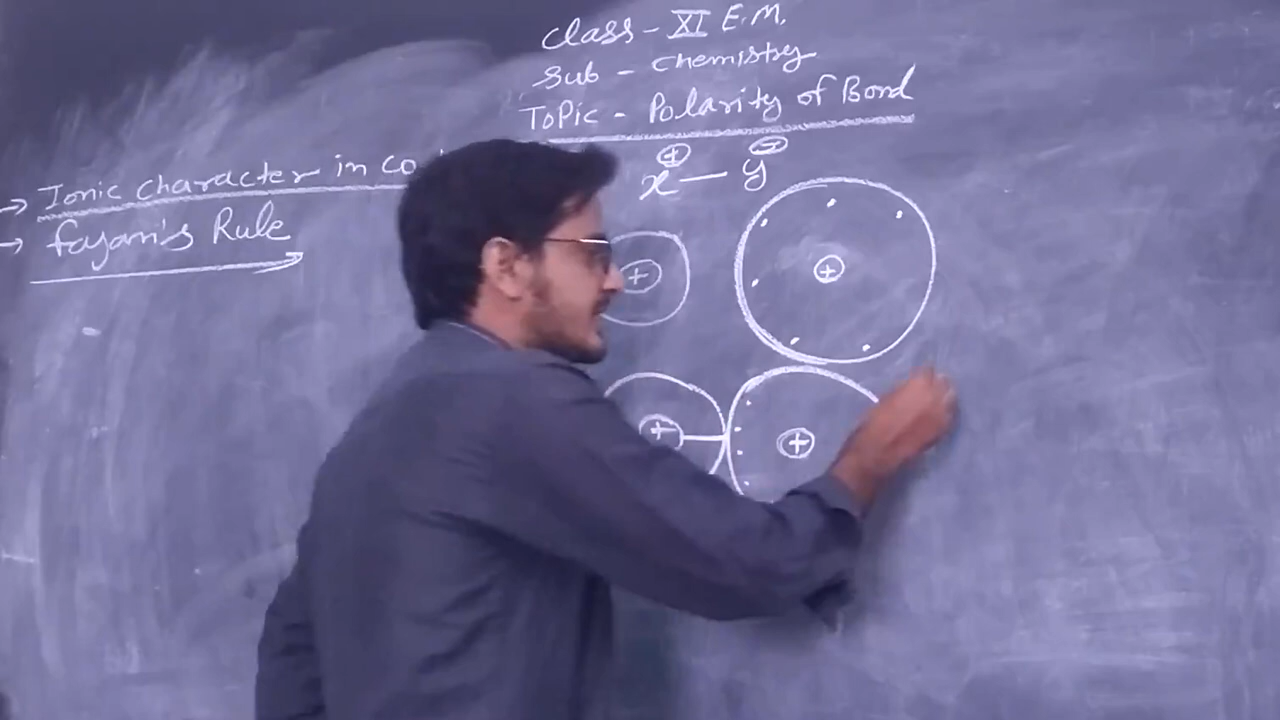 Class - XI E.M.
Sub - Chemistry
Topic - Polarity of Bond
→ Ionic character in co
→ fajan's Rule
x — y
+ -
+
+
+
+